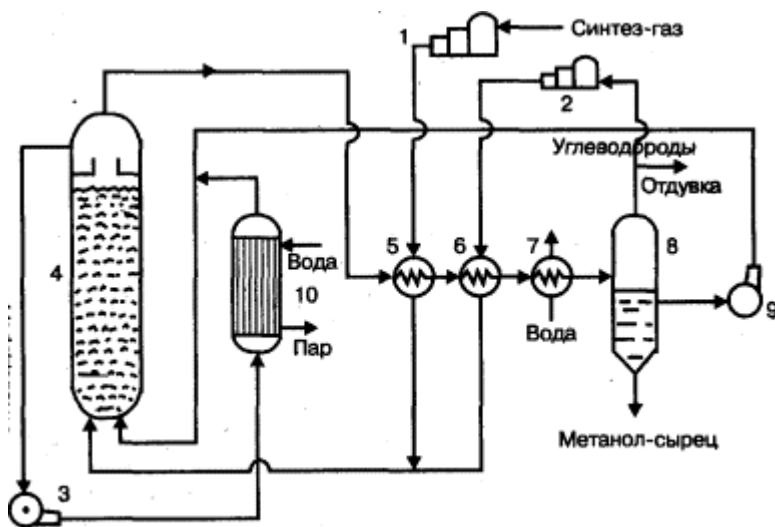 1
Синтез-газ
2
Углеводороды
Отдувка
4
Вода
10
Пар
5
6
7
8
Вода
9
Метанол-сырец
3